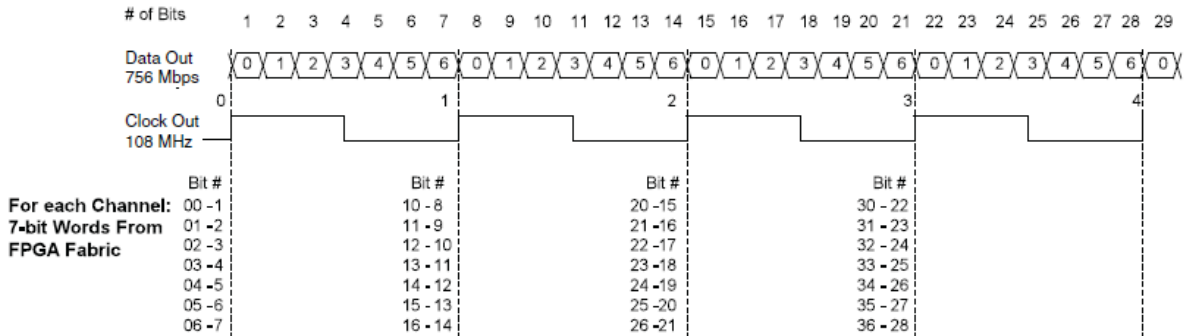 # of Bits 1 2 3 4 5 6 7 8 9 10 11 12 13 14 15 16 17 18 19 20 21 22 23 24 25 26 27 28 29
Data Out 0 1 2 3 4 5 6 0 1 2 3 4 5 6 0 1 2 3 4 5 6 0 1 2 3 4 5 6 0
756 Mbps
0 1 2 3 4
Clock Out
108 MHz
Bit # Bit # Bit # Bit #
For each Channel: 00 -1 10 - 8 20 -15 30 - 22
7-bit Words From 01 -2 11 - 9 21 -16 31 - 23
FPGA Fabric 02 -3 12 - 10 22 -17 32 - 24
03 -4 13 - 11 23 -18 33 - 25
04 -5 14 - 12 24 -19 34 - 26
05 -6 15 - 13 25 -20 35 - 27
06 -7 16 - 14 26 -21 36 - 28